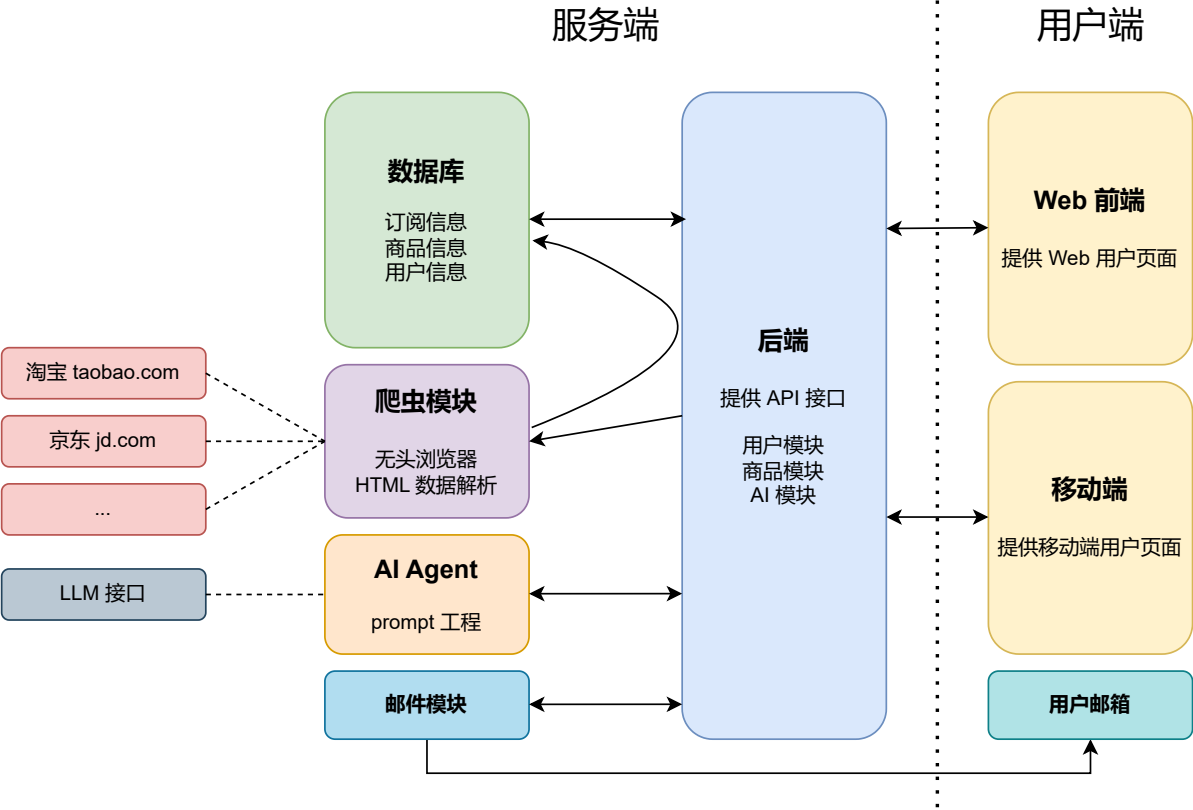 服务端
用户端
数据库
订阅信息
商品信息
用户信息
淘宝 taobao.com
京东 jd.com
...
LLM 接口
爬虫模块
无头浏览器
HTML 数据解析
AI Agent
prompt 工程
邮件模块
后端
提供 API 接口
用户模块
商品模块
AI 模块
Web 前端
提供 Web 用户页面
移动端
提供移动端用户页面
用户邮箱